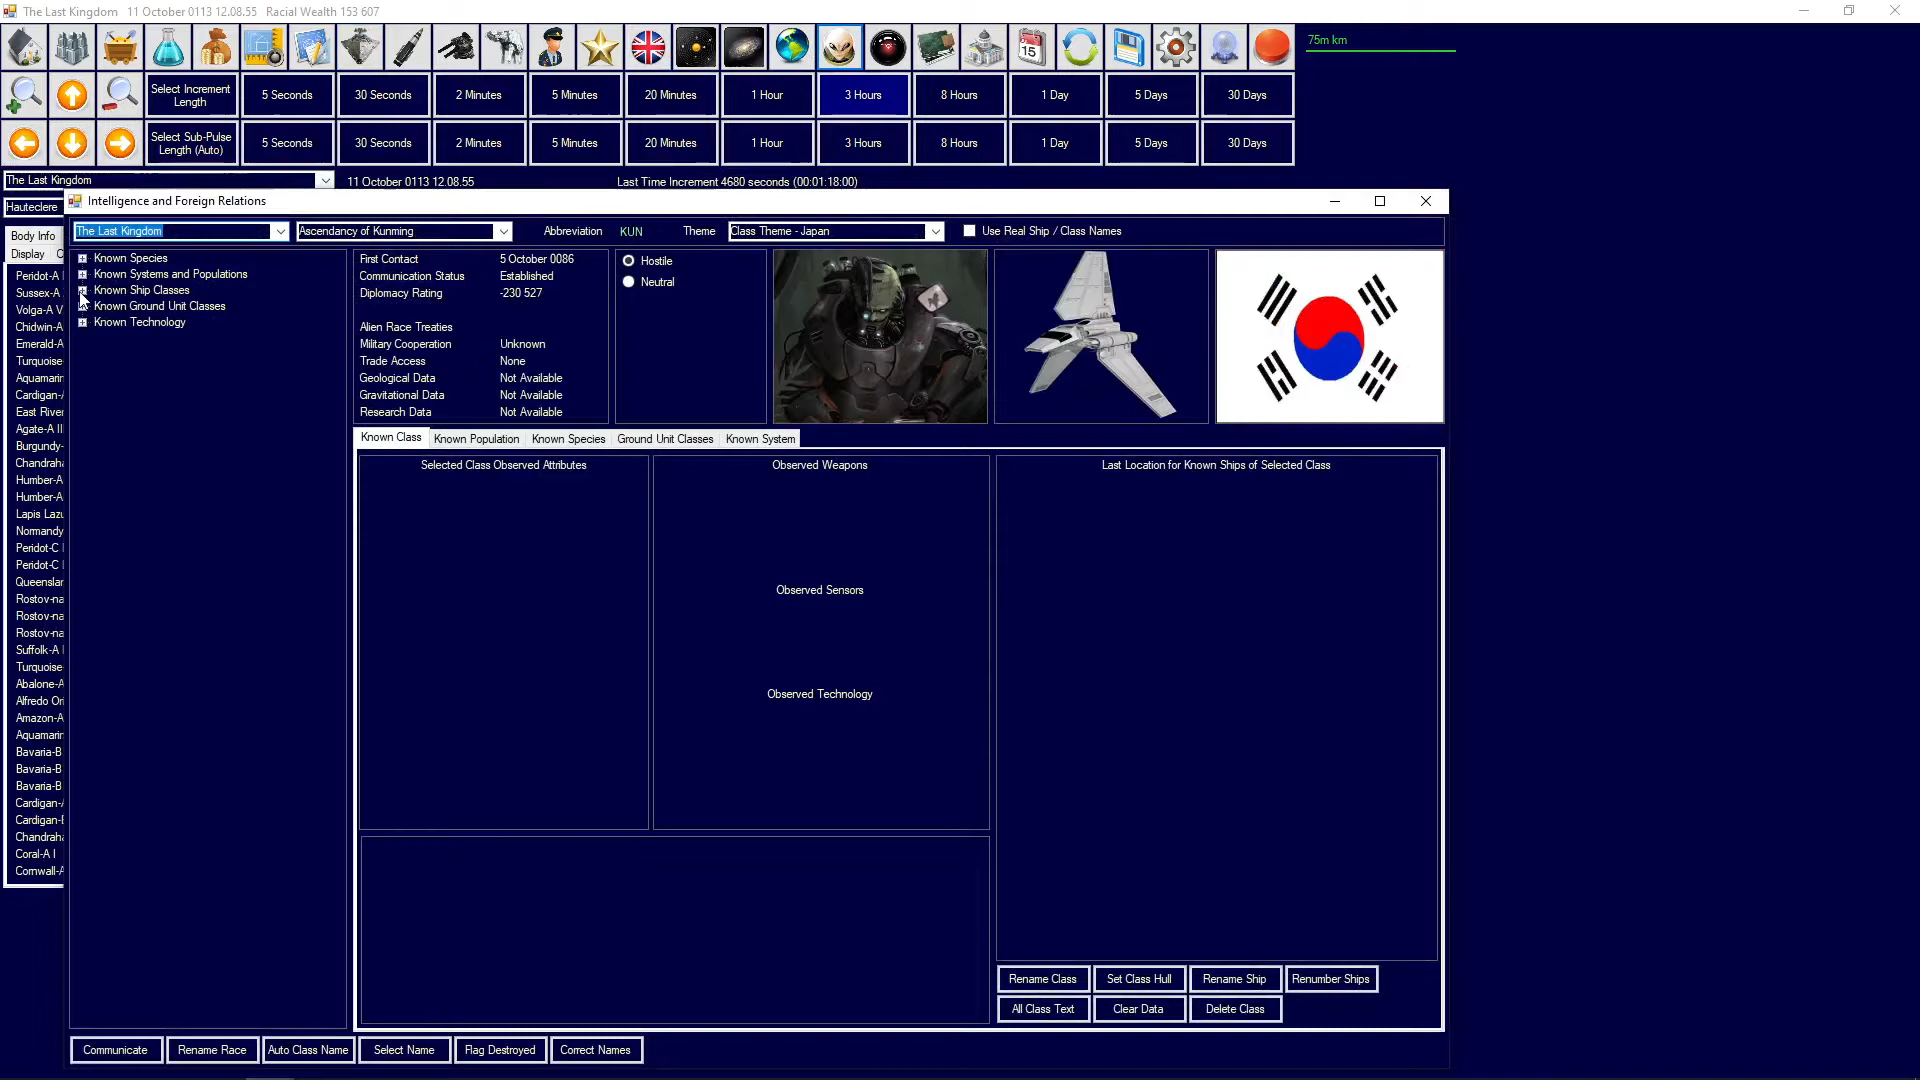 The Last Kingdom   11 October 0113 12.08.55   Racial Wealth 153 607
15
75m km
Select Increment Length
5 Seconds
30 Seconds
2 Minutes
5 Minutes
20 Minutes
1 Hour
3 Hours
8 Hours
1 Day
5 Days
30 Days
Select Sub-Pulse Length (Auto)
5 Seconds
30 Seconds
2 Minutes
5 Minutes
20 Minutes
1 Hour
3 Hours
8 Hours
1 Day
5 Days
30 Days
The Last Kingdom
11 October 0113 12.08.55
Last Time Increment 4680 seconds (00:01:18:00)
Hauteclere
Body Info
Display
Peridot-A
Sussex-A
Volga-A V
Chidwin-A
Emerald-A
Turquoise-
Aquamarin
Cardigan-A
East River
Agate-A II
Burgundy-
Chandraha
Humber-A
Humber-A
Lapis Lazu
Normandy
Peridot-C
Peridot-C
Queenslan
Rostov-na
Rostov-na
Rostov-na
Suffolk-A
Turquoise-
Abalone-A
Alfredo Ori
Amazon-A
Aquamarin
Bavaria-B
Bavaria-B
Bavaria-B
Cardigan-A
Cardigan-B
Chandraha
Coral-A I
Cornwall-A
Intelligence and Foreign Relations
The Last Kingdom
Ascendancy of Kunming
Abbreviation
KUN
Theme
Class Theme - Japan
Use Real Ship / Class Names
Known Species
Known Systems and Populations
Known Ship Classes
Known Ground Unit Classes
Known Technology
First Contact   5 October 0086
Communication Status   Established
Diplomacy Rating   -230 527
Alien Race Treaties
Military Cooperation   Unknown
Trade Access   None
Geological Data   Not Available
Gravitational Data   Not Available
Research Data   Not Available
Hostile
Neutral
Known Class
Known Population
Known Species
Ground Unit Classes
Known System
Selected Class Observed Attributes
Observed Weapons
Observed Sensors
Observed Technology
Last Location for Known Ships of Selected Class
Rename Class
Set Class Hull
Rename Ship
Renumber Ships
All Class Text
Clear Data
Delete Class
Communicate
Rename Race
Auto Class Name
Select Name
Flag Destroyed
Correct Names